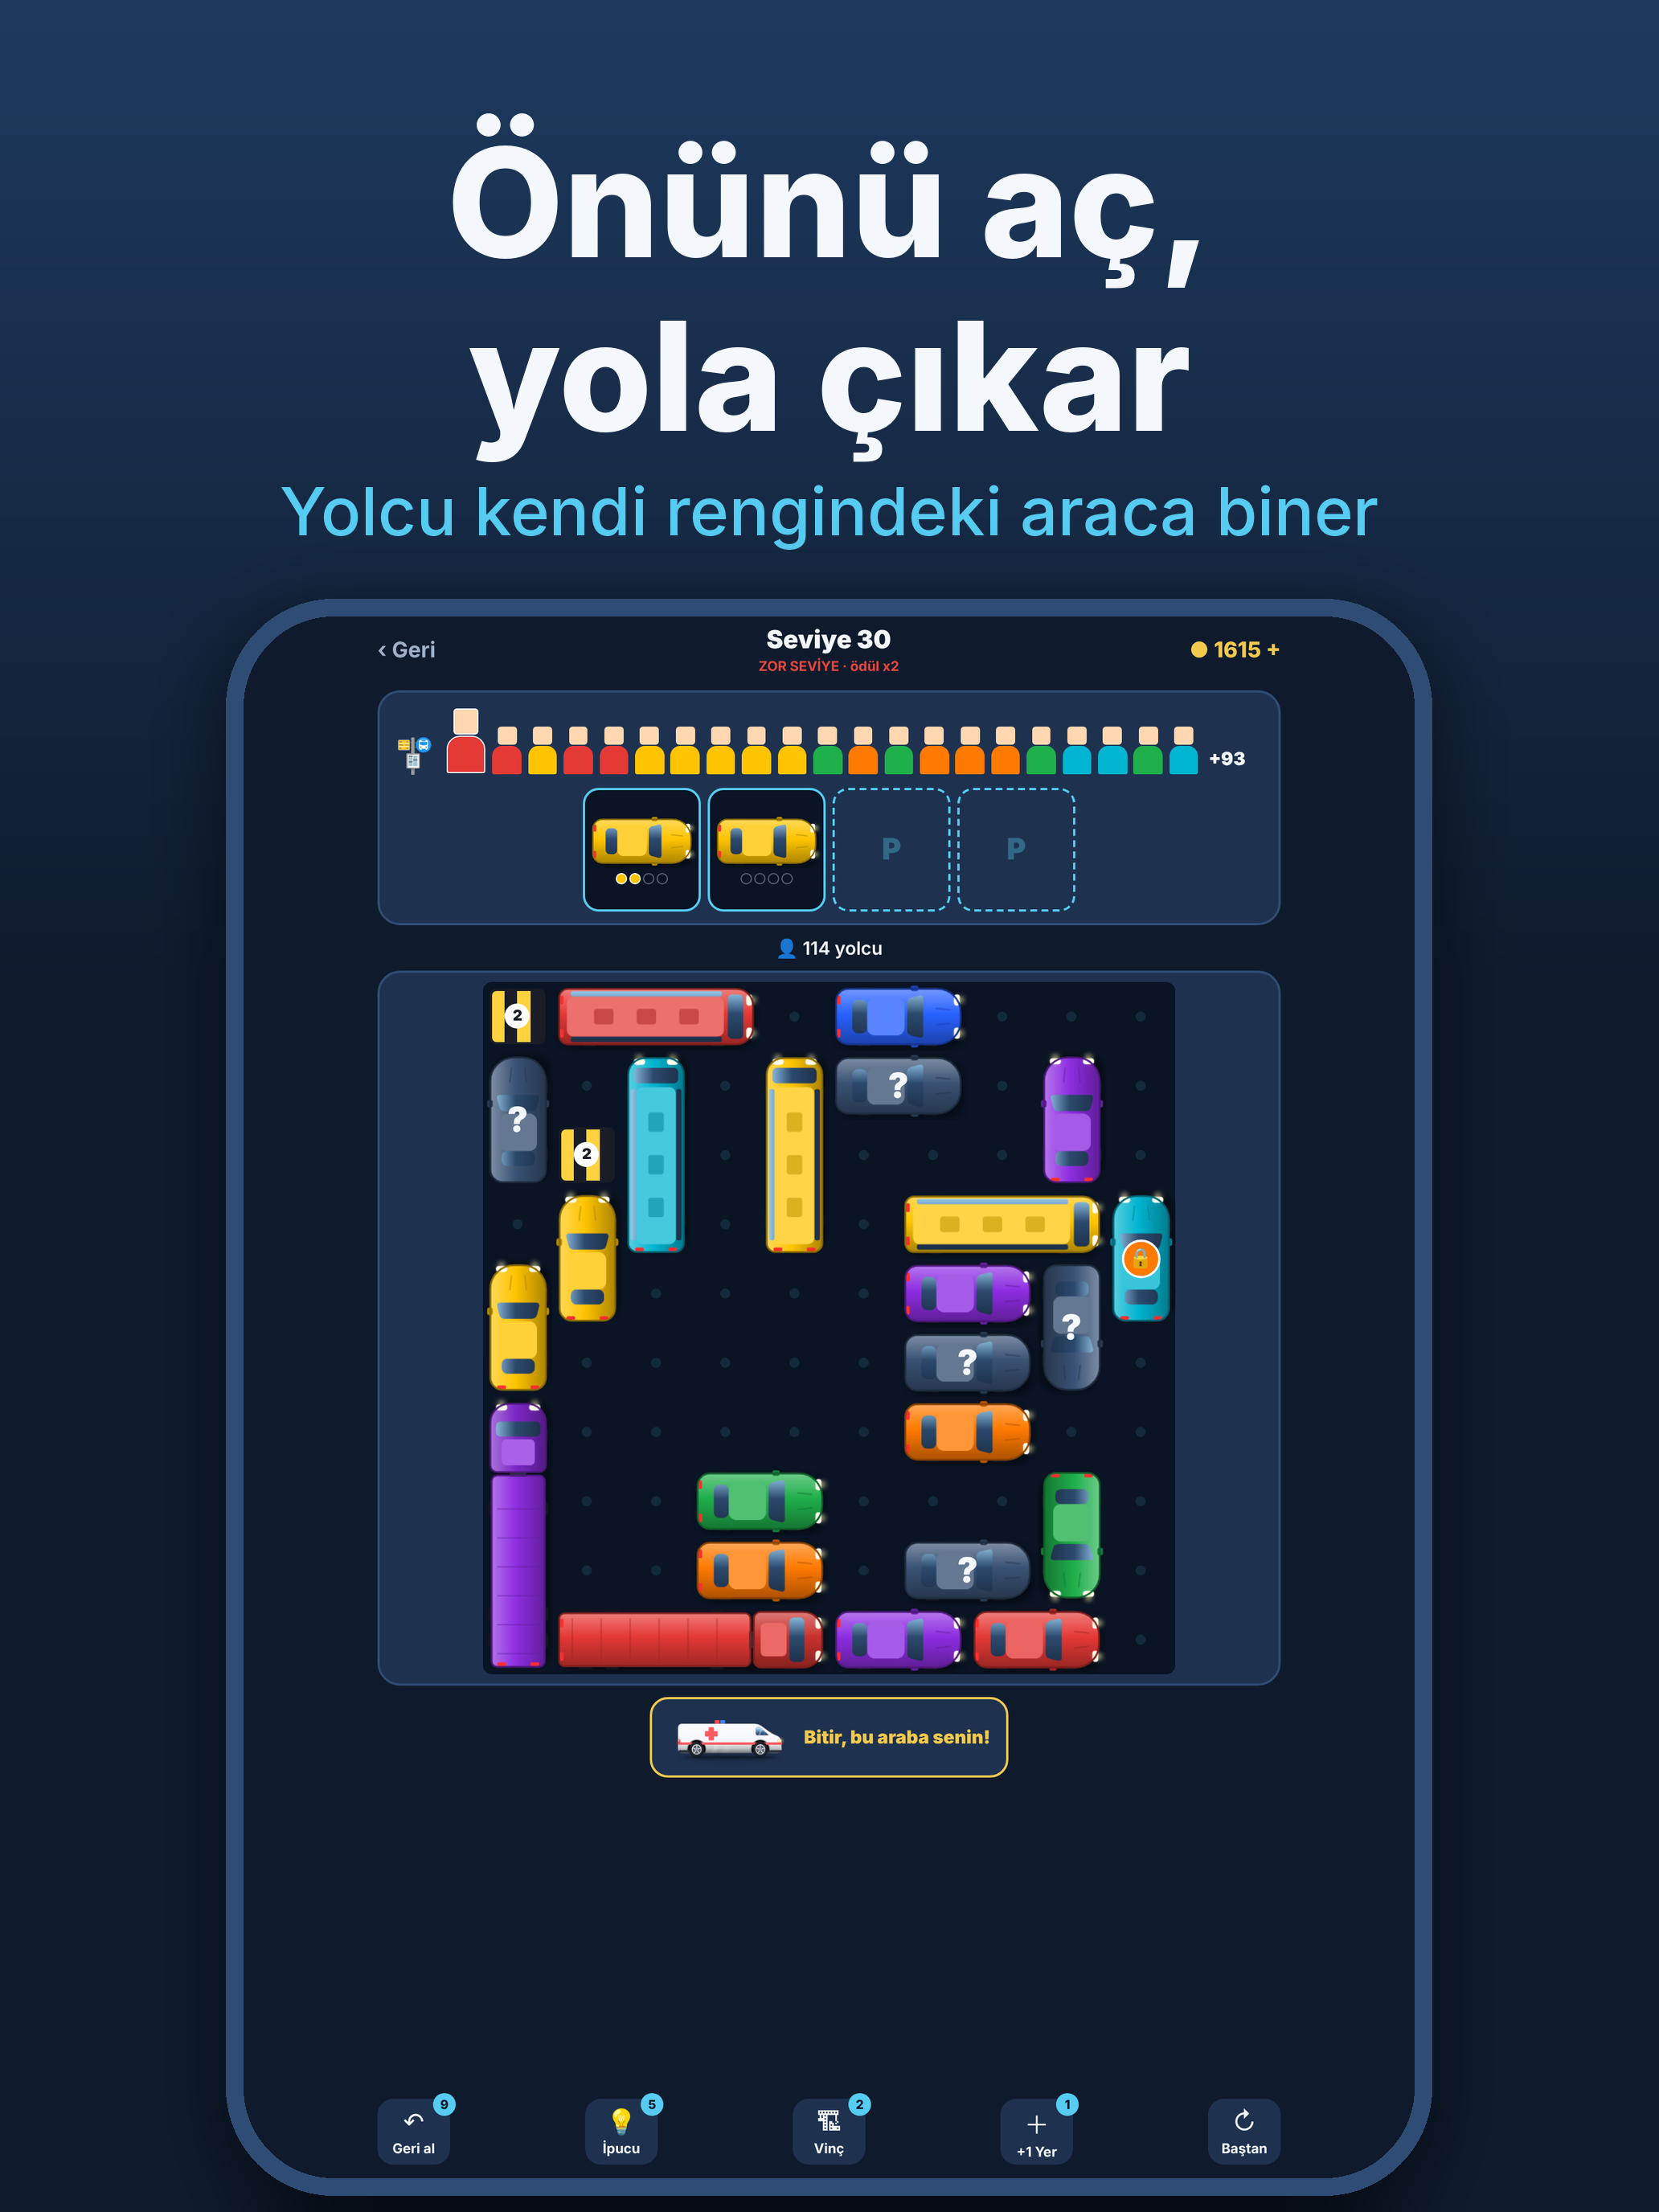 Önünü aç,
yola çıkar
Yolcu kendi rengindeki araca biner
‹ Geri
Seviye 30
1615 +
ZOR SEVİYE · ödül x2
+93
P P
114 yolcu
2
?
?
2
🔒
?
?
?
Bitir, bu araba senin!
9
5
2
1
Geri al
İpucu
Vinç
+1 Yer
Baştan